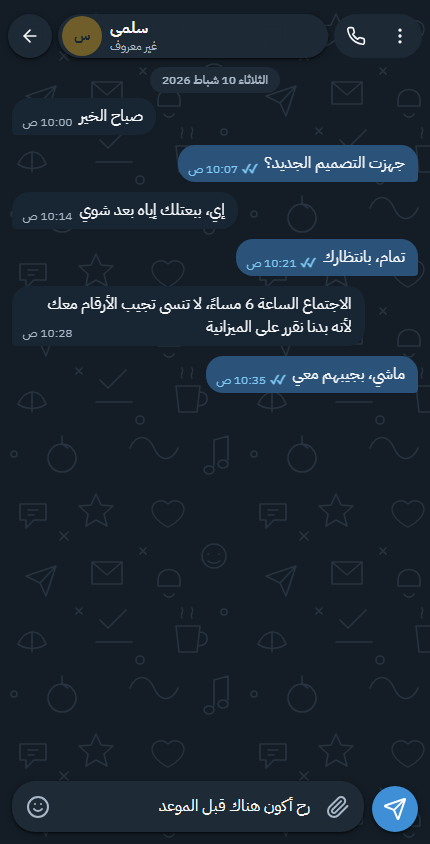 سلمى
س
غير معروف
الثلاثاء 10 شباط 2026
صباح الخير
10:00 ص
جهزت التصميم الجديد؟
10:07 ص
إي، ببعتلك إياه بعد شوي
10:14 ص
تمام، بانتظارك
10:21 ص
الاجتماع الساعة 6 مساءً، لا تنسى تجيب الأرقام معك
لأنه بدنا نقرر على الميزانية
10:28 ص
ماشي، بجيبهم معي
10:35 ص
رح أكون هناك قبل الموعد